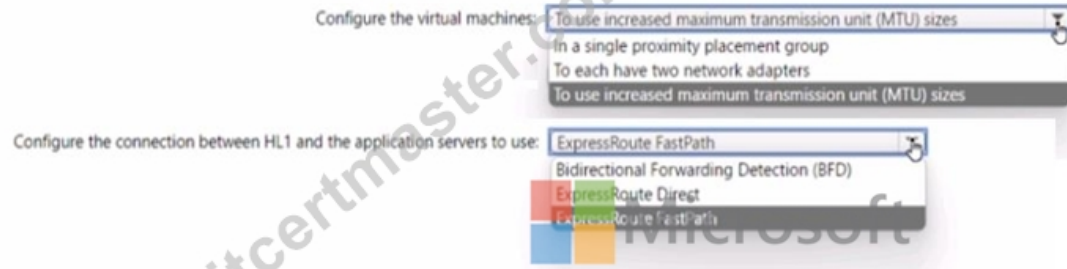 Configure the virtual machines: To use increased maximum transmission unit (MTU) sizes
In a single proximity placement group
To each have two network adapters
To use increased maximum transmission unit (MTU) sizes
Configure the connection between HL1 and the application servers to use: ExpressRoute FastPath
Bidirectional Forwarding Detection (BFD)
ExpressRoute Direct
ExpressRoute FastPath
Microsoft
itcertmaster.co